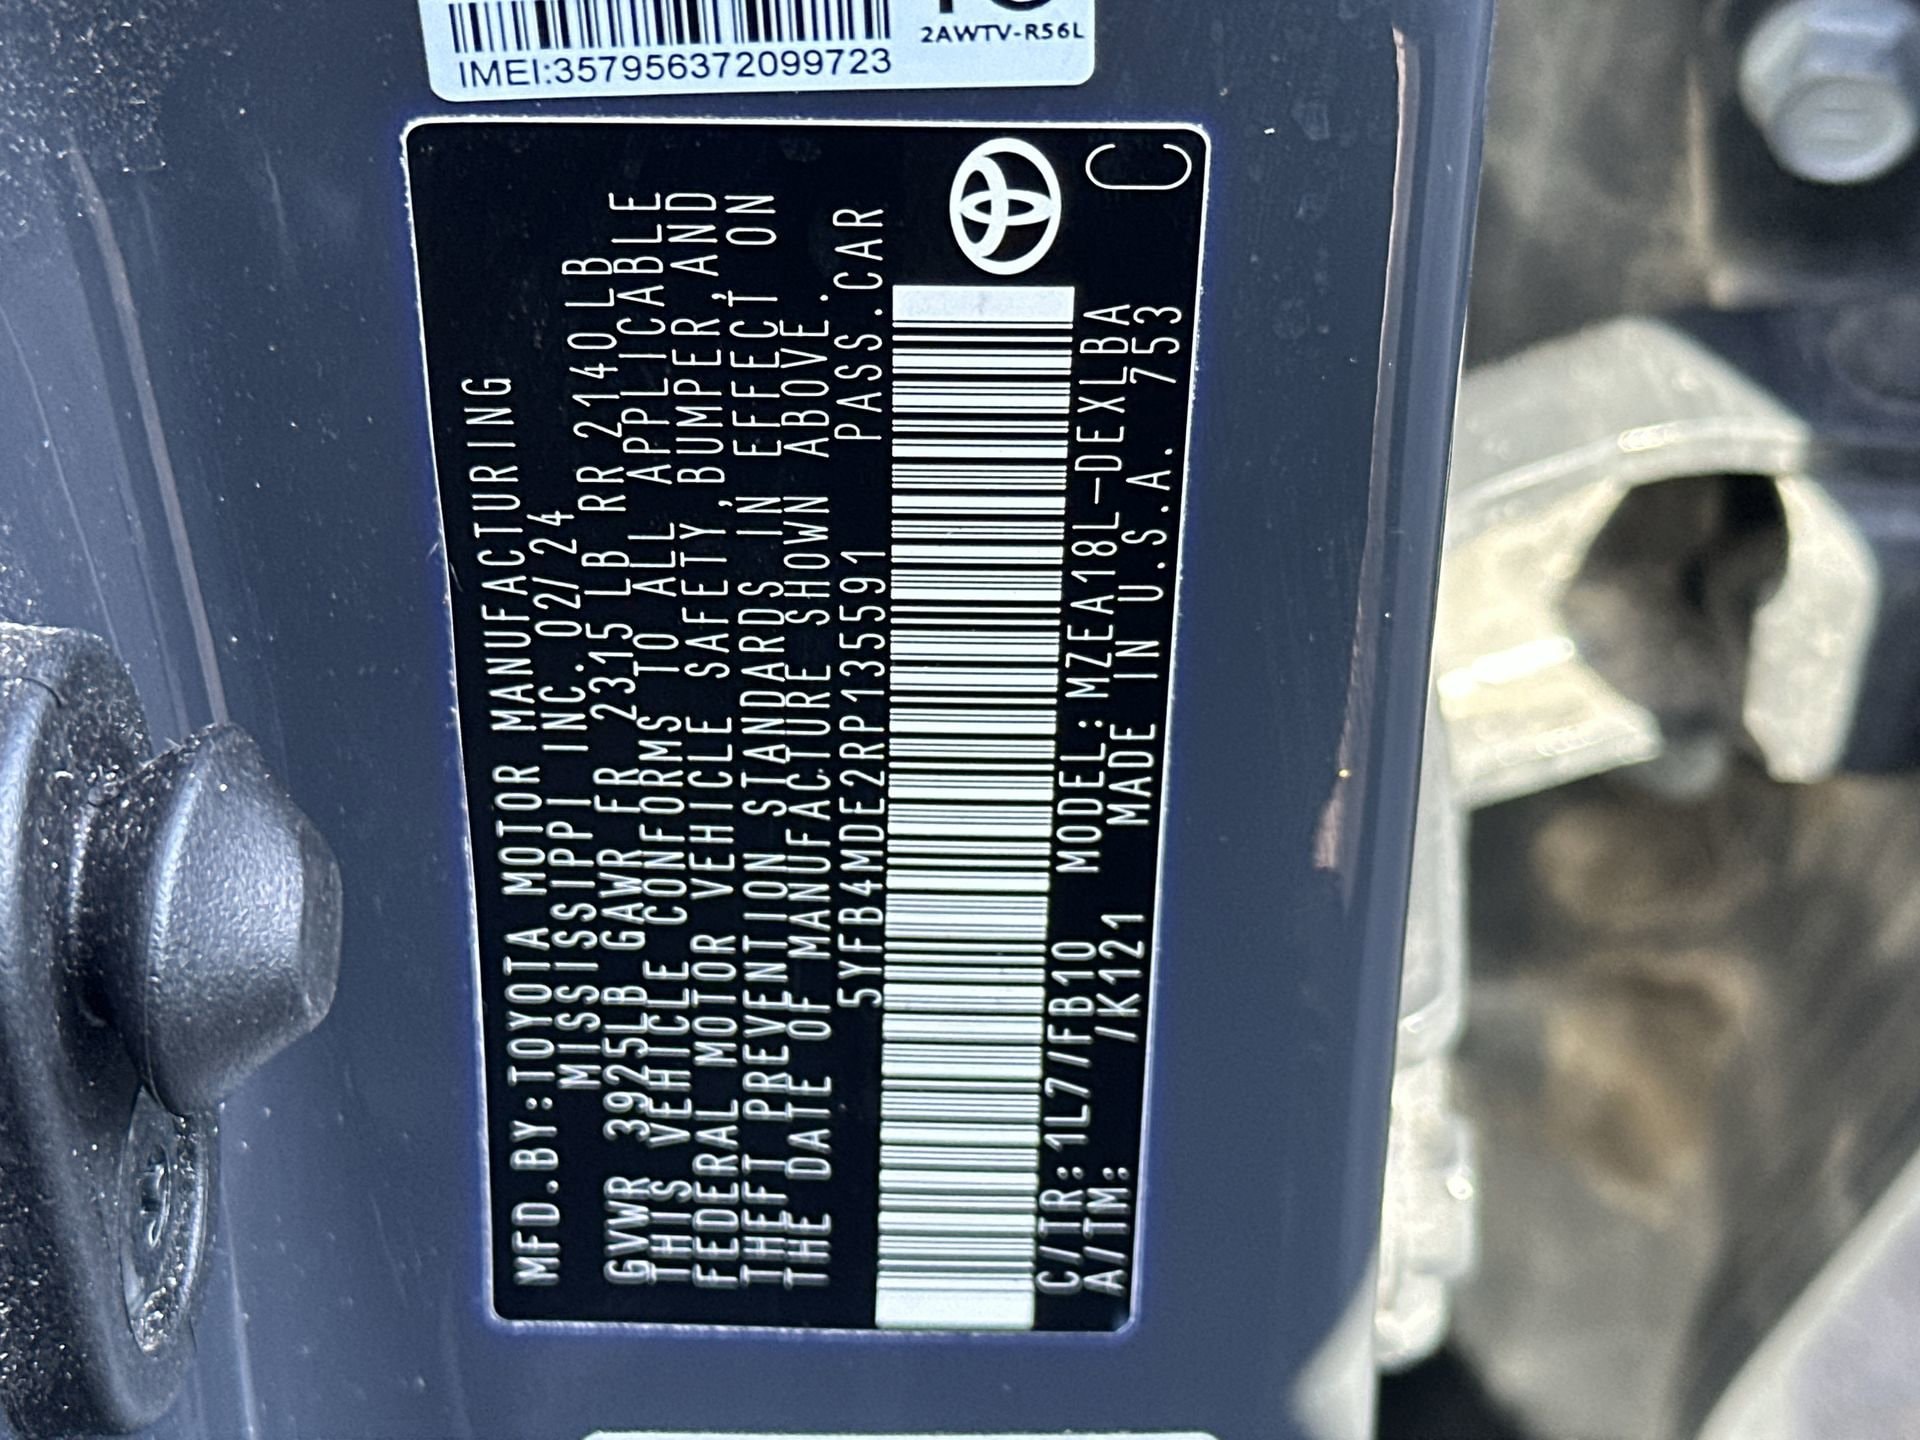 2AWTV-R56L
IMEI:357956372099723
MFD.BY:TOYOTA MOTOR MANUFACTURING
MISSISSIPPI INC. 02/24
GVWR 3925LB GAWR FR 2315 LB RR 2140LB
THIS VEHICLE CONFORMS TO ALL APPLICABLE
FEDERAL MOTOR VEHICLE SAFETY,BUMPER,AND
THEFT PREVENTION STANDARDS IN EFFECT ON
THE DATE OF MANUFACTURE SHOWN ABOVE.
5YFB4MDE2RP135591 PASS.CAR
C/TR:1L7/FB10 MODEL:MZEA18L-DEXLBA
A/TM: /K121 MADE IN U.S.A. 753
C